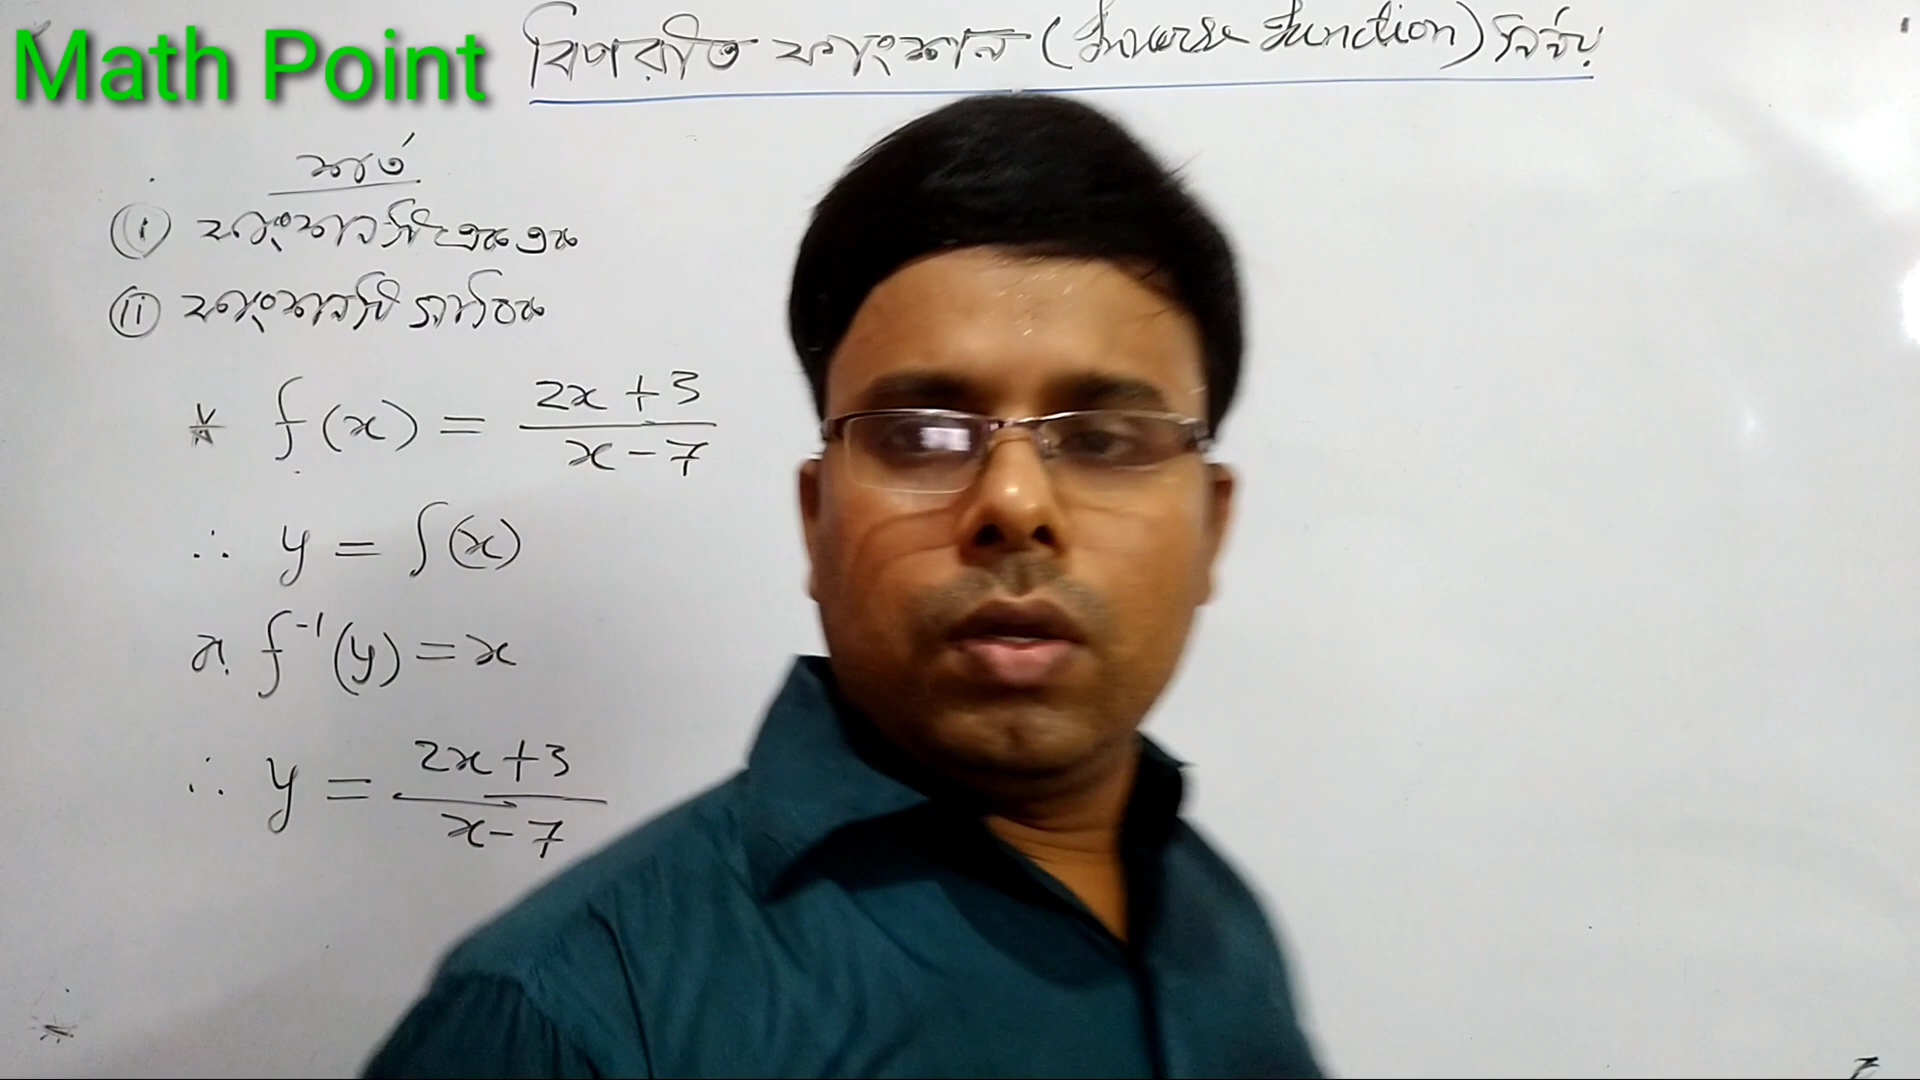 Math Point
বিপরীত ফাংশান (Inverse Function) নির্ণয়
শর্ত
(i) ফাংশানটি এক এক
(ii) ফাংশানটি সার্বিক
* f(x) = (2x+3)/(x-7)
∴ y = f(x)
বা, f⁻¹(y) = x
∴ y = (2x+3)/(x-7)